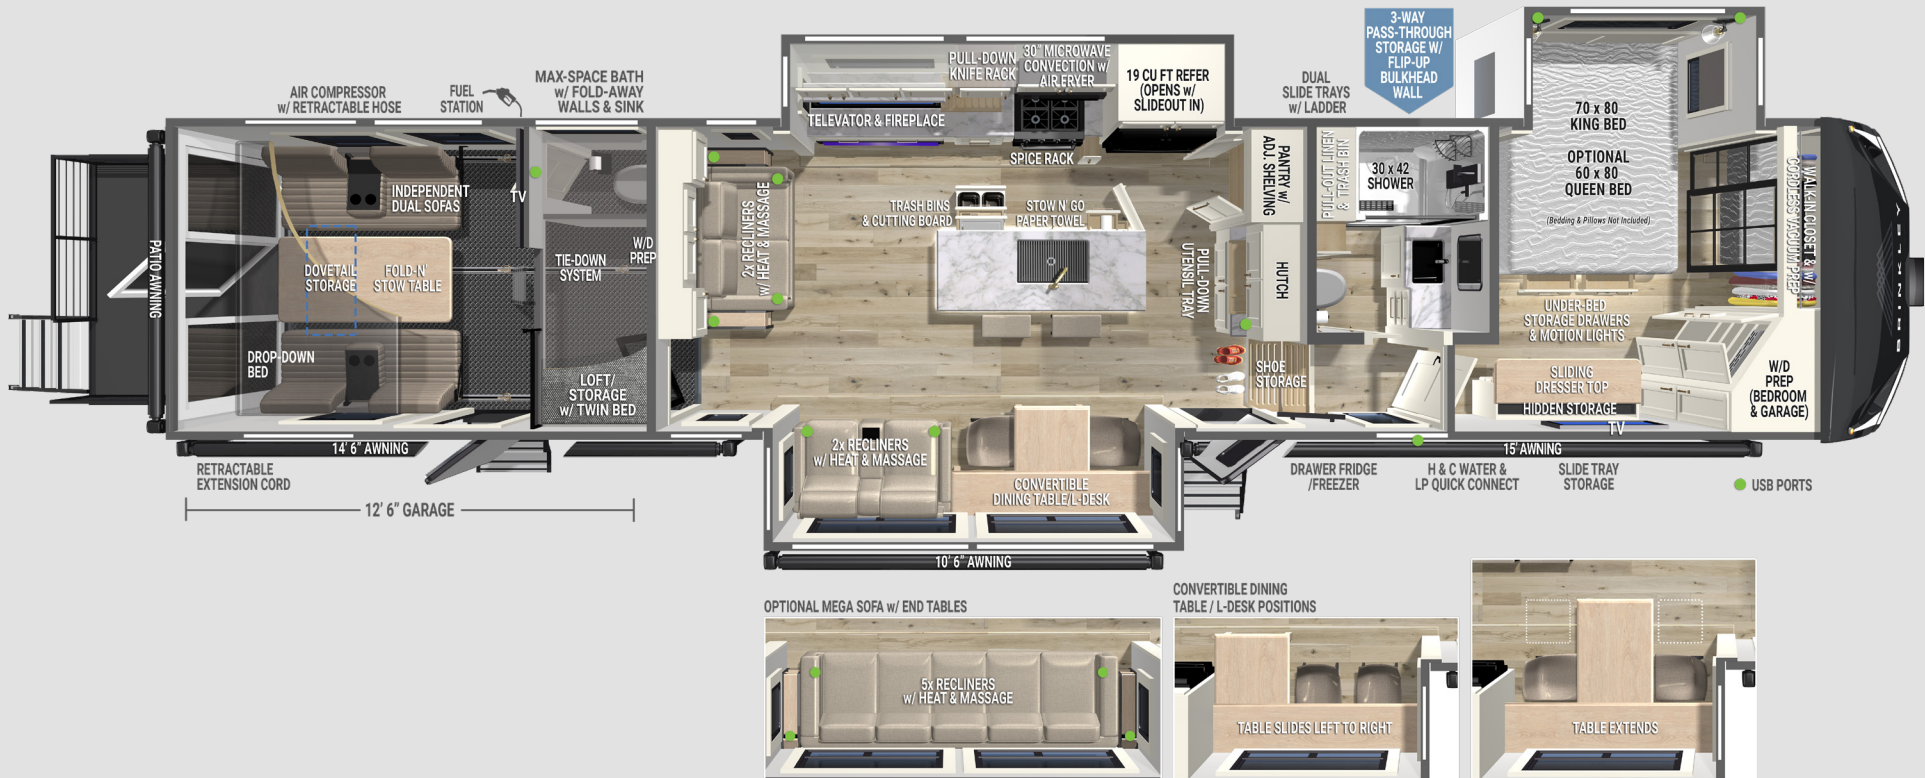 3-WAY
PASS-THROUGH
STORAGE W/
FLIP-UP
BULKHEAD
WALL
AIR COMPRESSOR
w/ RETRACTABLE HOSE
FUEL
STATION
MAX-SPACE BATH
w/ FOLD-AWAY
WALLS & SINK
PULL-DOWN
KNIFE RACK
30" MICROWAVE
CONVECTION w/
AIR FRYER
19 CU FT REFER
(OPENS w/
SLIDEOUT IN)
TELEVATOR & FIREPLACE
SPICE RACK
DUAL
SLIDE TRAYS
w/ LADDER
70 x 80
KING BED
OPTIONAL
60 x 80
QUEEN BED
(Bedding & Pillows Not Included)
PATIO AWNING
INDEPENDENT
DUAL SOFAS
TV
DOVETAIL
STORAGE
FOLD-N'
STOW TABLE
DROP-DOWN
BED
TIE-DOWN
SYSTEM
W/D
PREP
LOFT/
STORAGE
w/ TWIN BED
2x RECLINERS
w/ HEAT & MASSAGE
TRASH BINS
& CUTTING BOARD
STOW N' GO
PAPER TOWEL
PULL-DOWN
UTENSIL TRAY
PANTRY w/
ADJ. SHELVING
HUTCH
SHOE
STORAGE
PULL-OUT LINEN
& TRASH BIN
30 x 42
SHOWER
UNDER-BED
STORAGE DRAWERS
& MOTION LIGHTS
SLIDING
DRESSER TOP
HIDDEN STORAGE
TV
WALK-IN CLOSET & w/
CORDLESS VACUUM PREP
W/D
PREP
(BEDROOM
& GARAGE)
BRINKLEY
2x RECLINERS
w/ HEAT & MASSAGE
CONVERTIBLE
DINING TABLE/L-DESK
14' 6" AWNING
10' 6" AWNING
15' AWNING
RETRACTABLE
EXTENSION CORD
12' 6" GARAGE
DRAWER FRIDGE
/FREEZER
H & C WATER &
LP QUICK CONNECT
SLIDE TRAY
STORAGE
USB PORTS
OPTIONAL MEGA SOFA w/ END TABLES
5x RECLINERS
w/ HEAT & MASSAGE
CONVERTIBLE DINING
TABLE / L-DESK POSITIONS
TABLE SLIDES LEFT TO RIGHT
TABLE EXTENDS